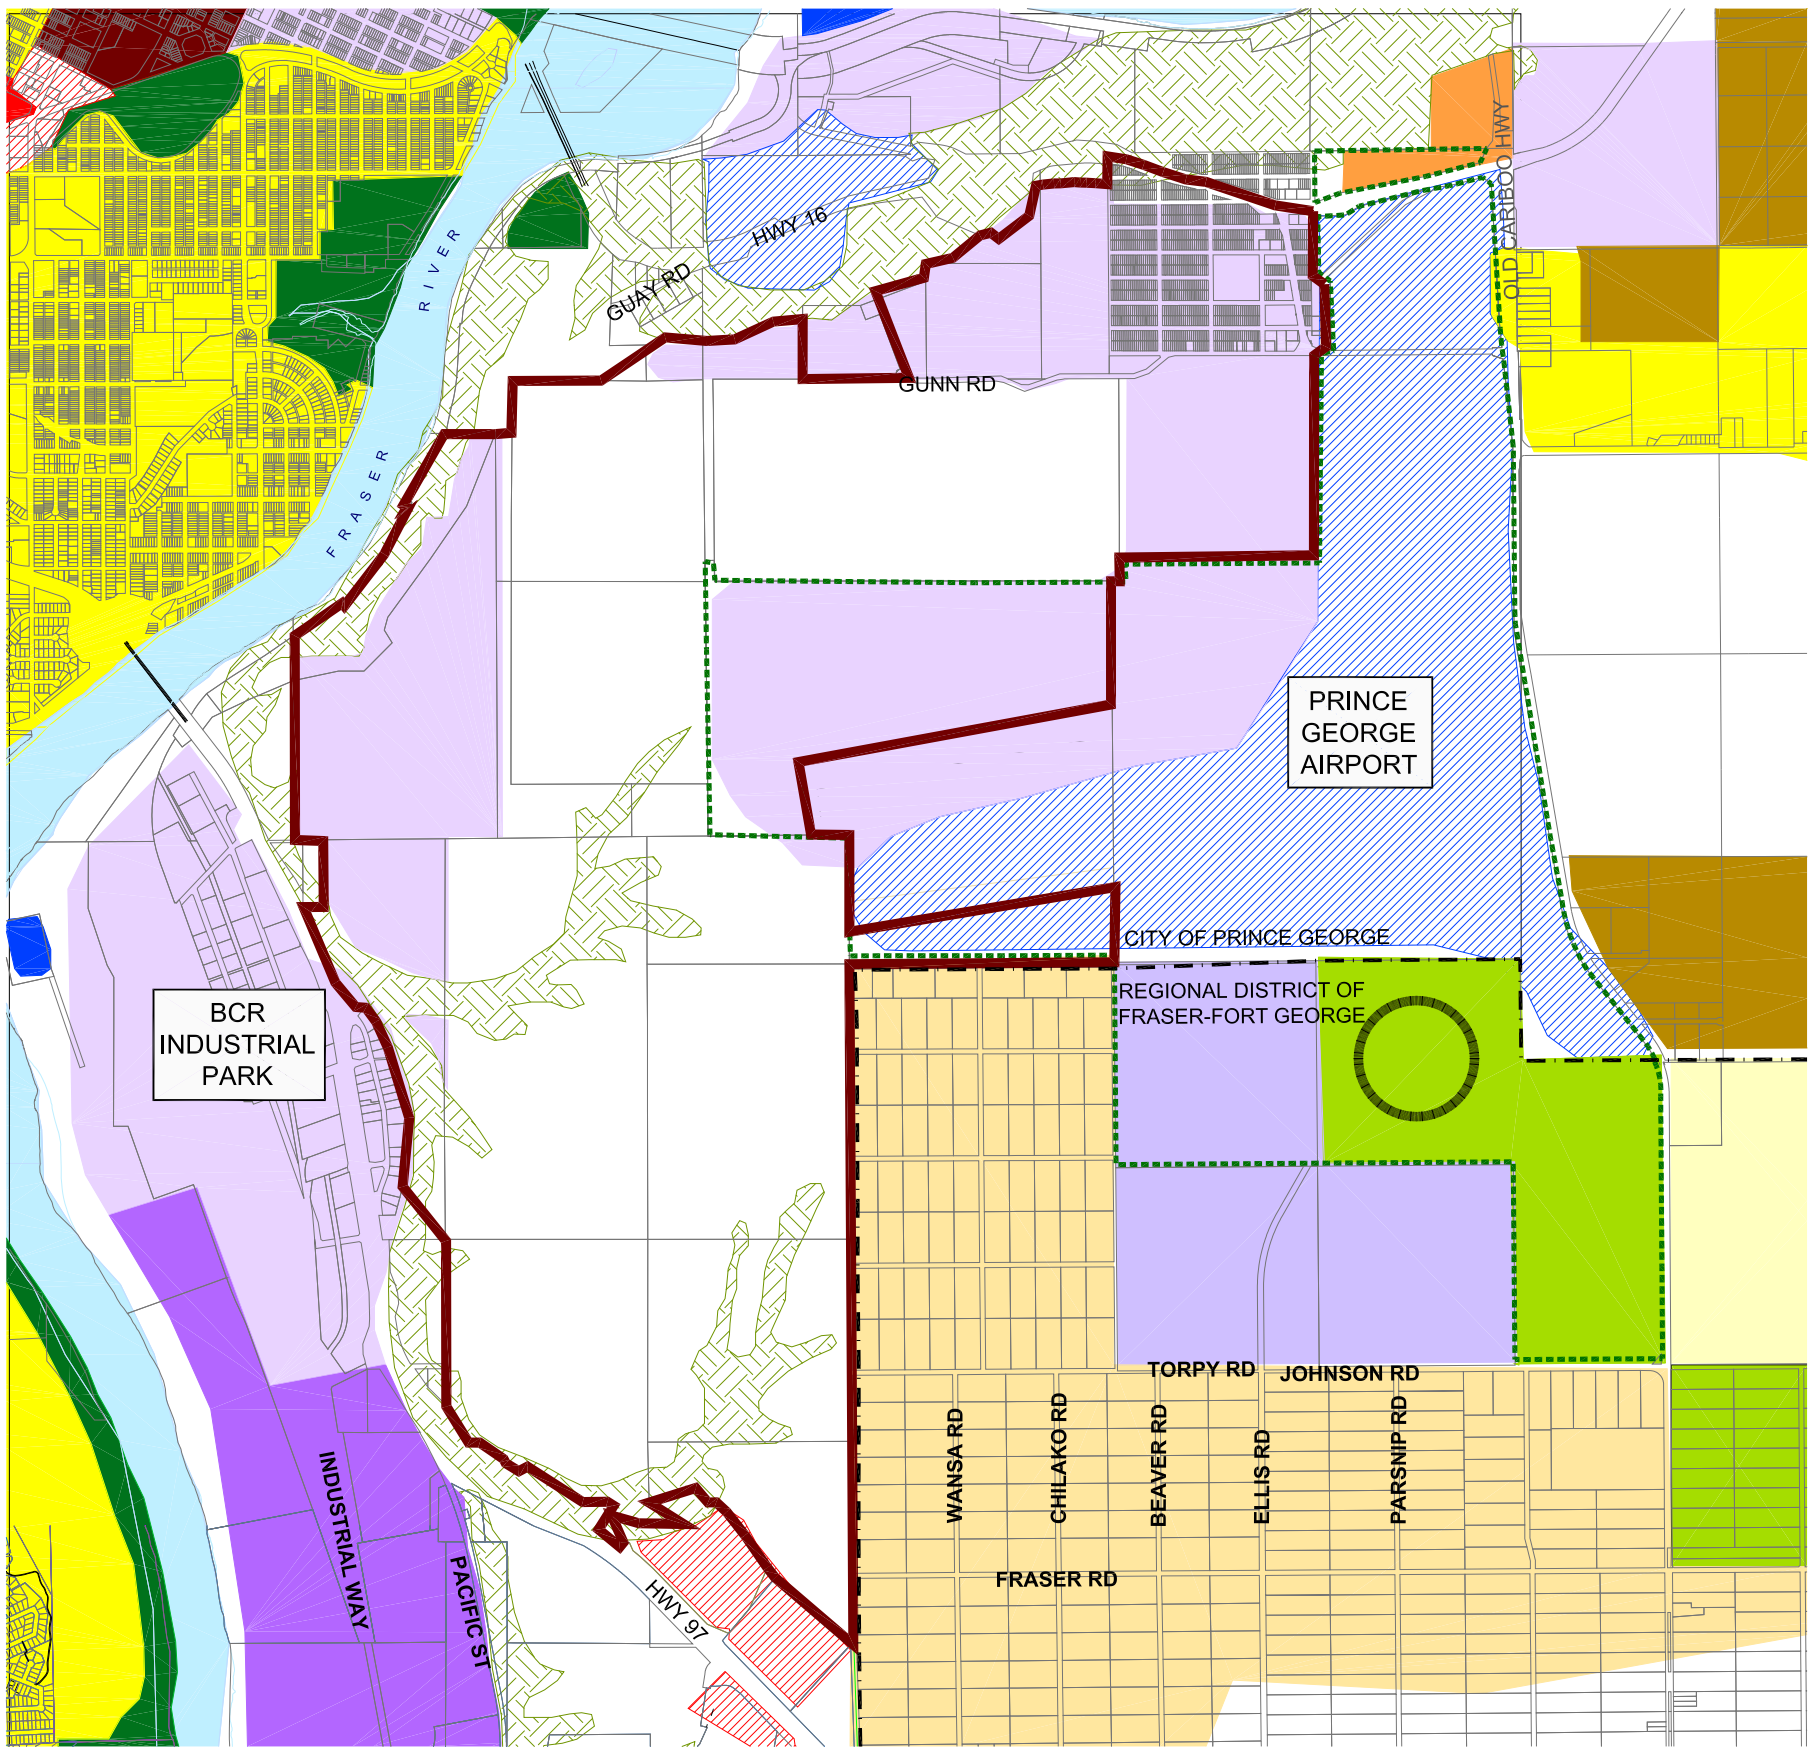 OLD CARIBOO HWY
HWY 16
GUAY RD
FRASER RIVER
GUNN RD
PRINCE
GEORGE
AIRPORT
CITY OF PRINCE GEORGE
REGIONAL DISTRICT OF
FRASER-FORT GEORGE
BCR
INDUSTRIAL
PARK
TORPY RD
JOHNSON RD
WANSA RD
CHILAKO RD
BEAVER RD
ELLIS RD
PARSNIP RD
INDUSTRIAL WAY
PACIFIC ST
FRASER RD
HWY 97